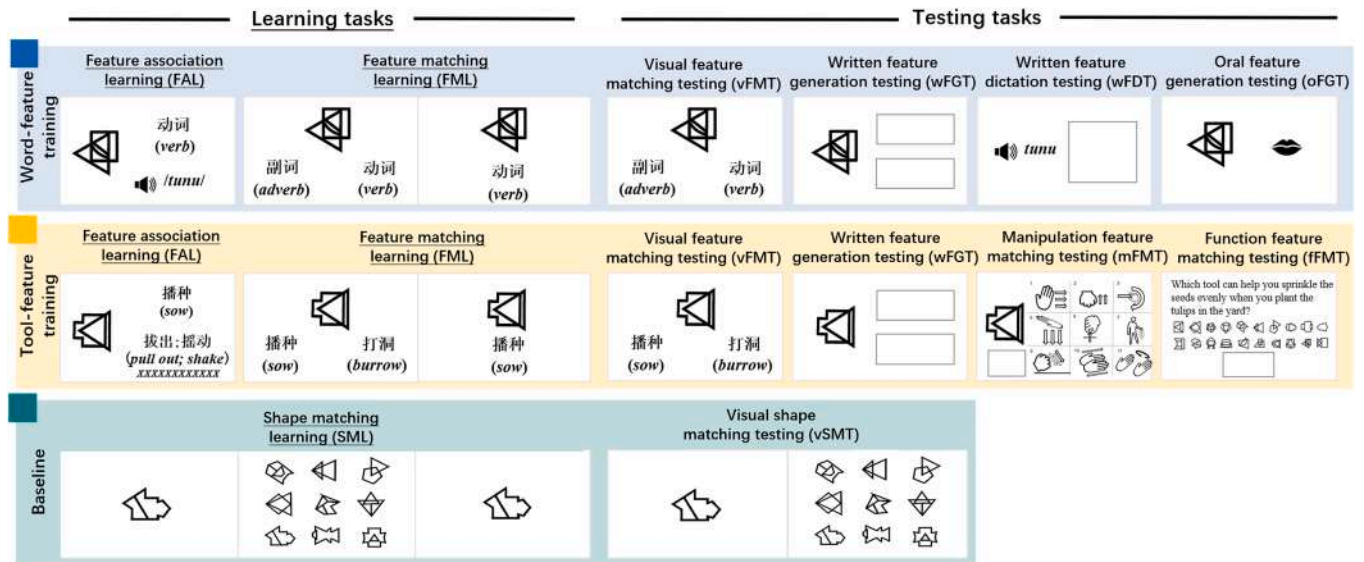 Learning tasks
Testing tasks
Word-feature training
Feature association
learning (FAL)
动词
(verb)
/tunu/
Feature matching
learning (FML)
副词
(adverb)
动词
(verb)
动词
(verb)
Visual feature
matching testing (vFMT)
副词
(adverb)
动词
(verb)
Written feature
generation testing (wFGT)
Written feature
dictation testing (wFDT)
tunu
Oral feature
generation testing (oFGT)
Tool-feature training
Feature association
learning (FAL)
播种
(sow)
拔出;摇动
(pull out; shake)
xxxxxxxxxxxx
Feature matching
learning (FML)
播种
(sow)
打洞
(burrow)
播种
(sow)
Visual feature
matching testing (vFMT)
播种
(sow)
打洞
(burrow)
Written feature
generation testing (wFGT)
Manipulation feature
matching testing (mFMT)
Function feature
matching testing (fFMT)
Which tool can help you sprinkle the
seeds evenly when you plant the
tulips in the yard?
Baseline
Shape matching
learning (SML)
Visual shape
matching testing (vSMT)